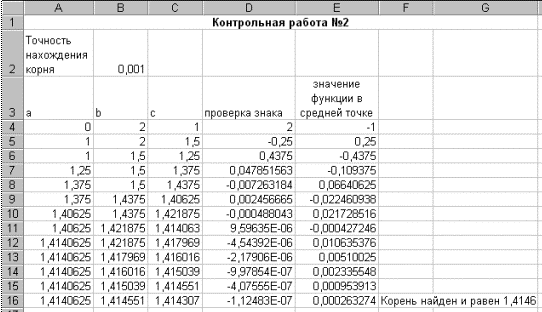 A B C D E F G
1 Контрольная работа №2
Точность
нахождения
2 корня 0,001
значение
функции в
3 a b c проверка знака средней точке
4 0 2 1 2 -1
5 1 2 1,5 -0,25 0,25
6 1 1,5 1,25 0,4375 -0,4375
7 1,25 1,5 1,375 0,047851563 -0,109375
8 1,375 1,5 1,4375 -0,007263184 0,06640625
9 1,375 1,4375 1,40625 0,002456665 -0,022460938
10 1,40625 1,4375 1,421875 -0,000488043 0,021728516
11 1,40625 1,421875 1,414063 9,59635E-06 -0,000427246
12 1,4140625 1,421875 1,417969 -4,54392E-06 0,010635376
13 1,4140625 1,417969 1,416016 -2,17906E-06 0,00510025
14 1,4140625 1,416016 1,415039 -9,97854E-07 0,002335548
15 1,4140625 1,415039 1,414551 -4,07555E-07 0,000953913
16 1,4140625 1,414551 1,414307 -1,12483E-07 0,000263274 Корень найден и равен 1,4146